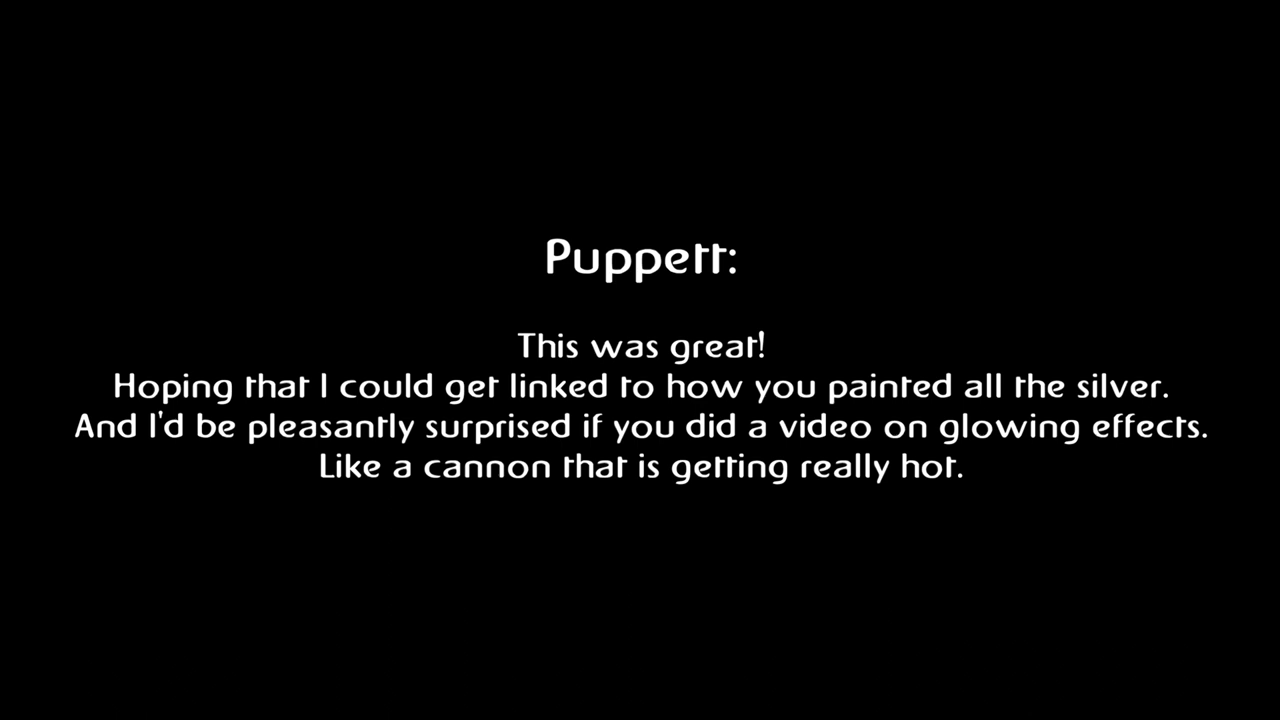 Puppett:
This was great!
Hoping that I could get linked to how you painted all the silver.
And I'd be pleasantly surprised if you did a video on glowing effects.
Like a cannon that is getting really hot.